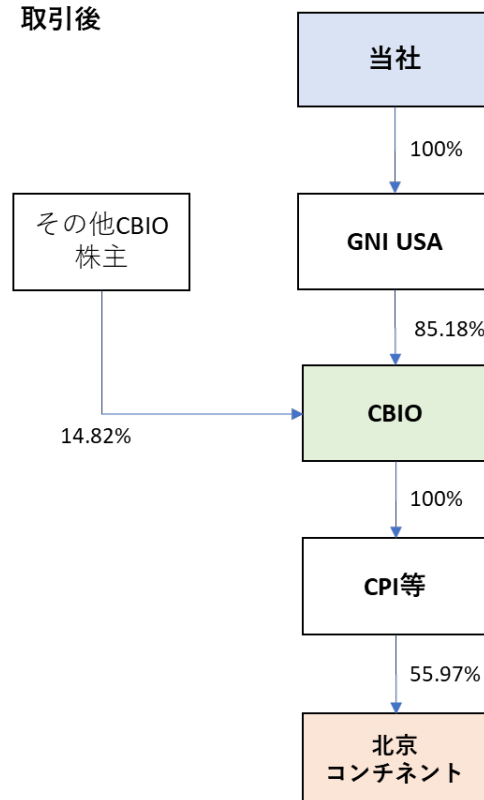 取引後
当社
100%
その他CBIO
株主
GNI USA
85.18%
CBIO
14.82%
100%
CPI等
55.97%
北京
コンチネント